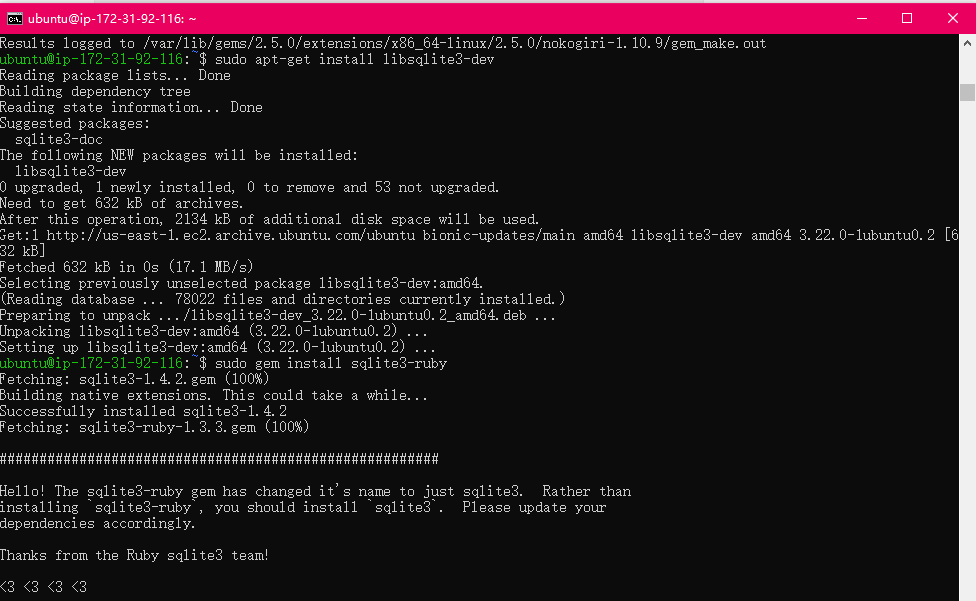 ubuntu@ip-172-31-92-116: ~
Results logged to /var/lib/gems/2.5.0/extensions/x86_64-linux/2.5.0/nokogiri-1.10.9/gem_make.out
ubuntu@ip-172-31-92-116:~$ sudo apt-get install libsqlite3-dev
Reading package lists... Done
Building dependency tree
Reading state information... Done
Suggested packages:
  sqlite3-doc
The following NEW packages will be installed:
  libsqlite3-dev
0 upgraded, 1 newly installed, 0 to remove and 53 not upgraded.
Need to get 632 kB of archives.
After this operation, 2134 kB of additional disk space will be used.
Get:1 http://us-east-1.ec2.archive.ubuntu.com/ubuntu bionic-updates/main amd64 libsqlite3-dev amd64 3.22.0-1ubuntu0.2 [6
32 kB]
Fetched 632 kB in 0s (17.1 MB/s)
Selecting previously unselected package libsqlite3-dev:amd64.
(Reading database ... 78022 files and directories currently installed.)
Preparing to unpack .../libsqlite3-dev_3.22.0-1ubuntu0.2_amd64.deb ...
Unpacking libsqlite3-dev:amd64 (3.22.0-1ubuntu0.2) ...
Setting up libsqlite3-dev:amd64 (3.22.0-1ubuntu0.2) ...
ubuntu@ip-172-31-92-116:~$ sudo gem install sqlite3-ruby
Fetching: sqlite3-1.4.2.gem (100%)
Building native extensions. This could take a while...
Successfully installed sqlite3-1.4.2
Fetching: sqlite3-ruby-1.3.3.gem (100%)
#######################################################
Hello! The sqlite3-ruby gem has changed it's name to just sqlite3.  Rather than
installing `sqlite3-ruby`, you should install `sqlite3`.  Please update your
dependencies accordingly.
Thanks from the Ruby sqlite3 team!
<3 <3 <3 <3